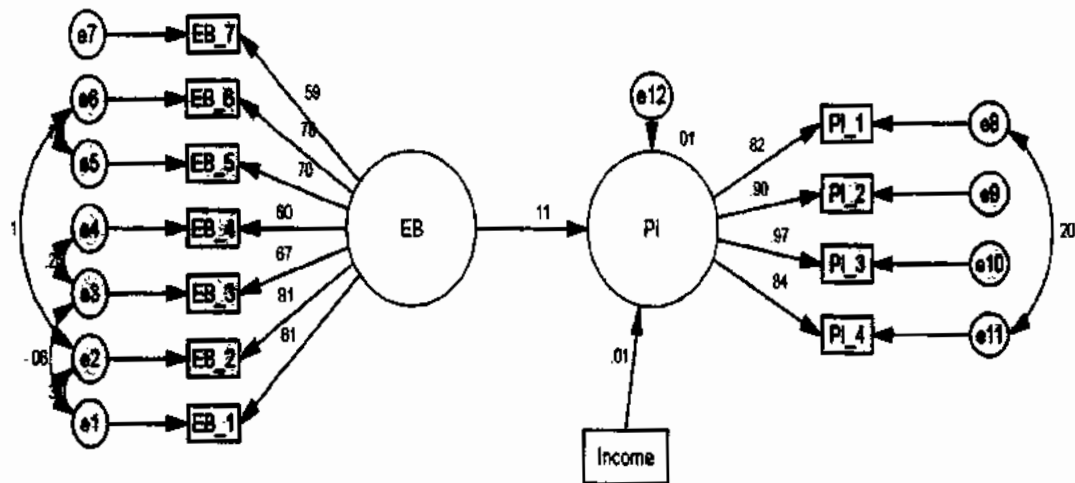 e7 EB_7
59
e6 EB_6
78
e5 EB_5
70
e4 EB_4
60
e3 EB_3
67
e2 EB_2
81
e1 EB_1
61
1
-.06
EB
11
PI
e12
.01
.01
Income
82
PI_1 e8
.90
PI_2 e9
.97
PI_3 e10
84
PI_4 e11
20